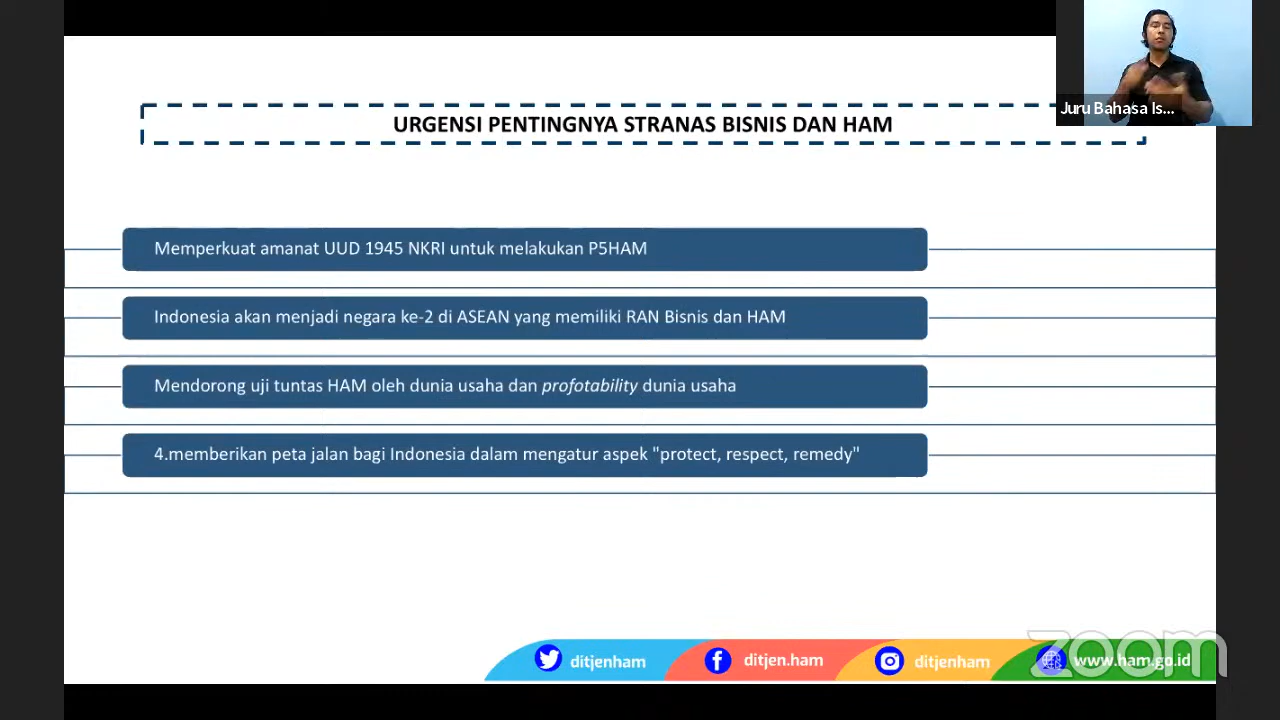 URGENSI PENTINGNYA STRANAS BISNIS DAN HAM
Juru Bahasa Is...
Memperkuat amanat UUD 1945 NKRI untuk melakukan P5HAM
Indonesia akan menjadi negara ke-2 di ASEAN yang memiliki RAN Bisnis dan HAM
Mendorong uji tuntas HAM oleh dunia usaha dan profotability dunia usaha
4.memberikan peta jalan bagi Indonesia dalam mengatur aspek "protect, respect, remedy"
ditjenham
ditjen.ham
ditjenham
www.ham.go.id
zoom